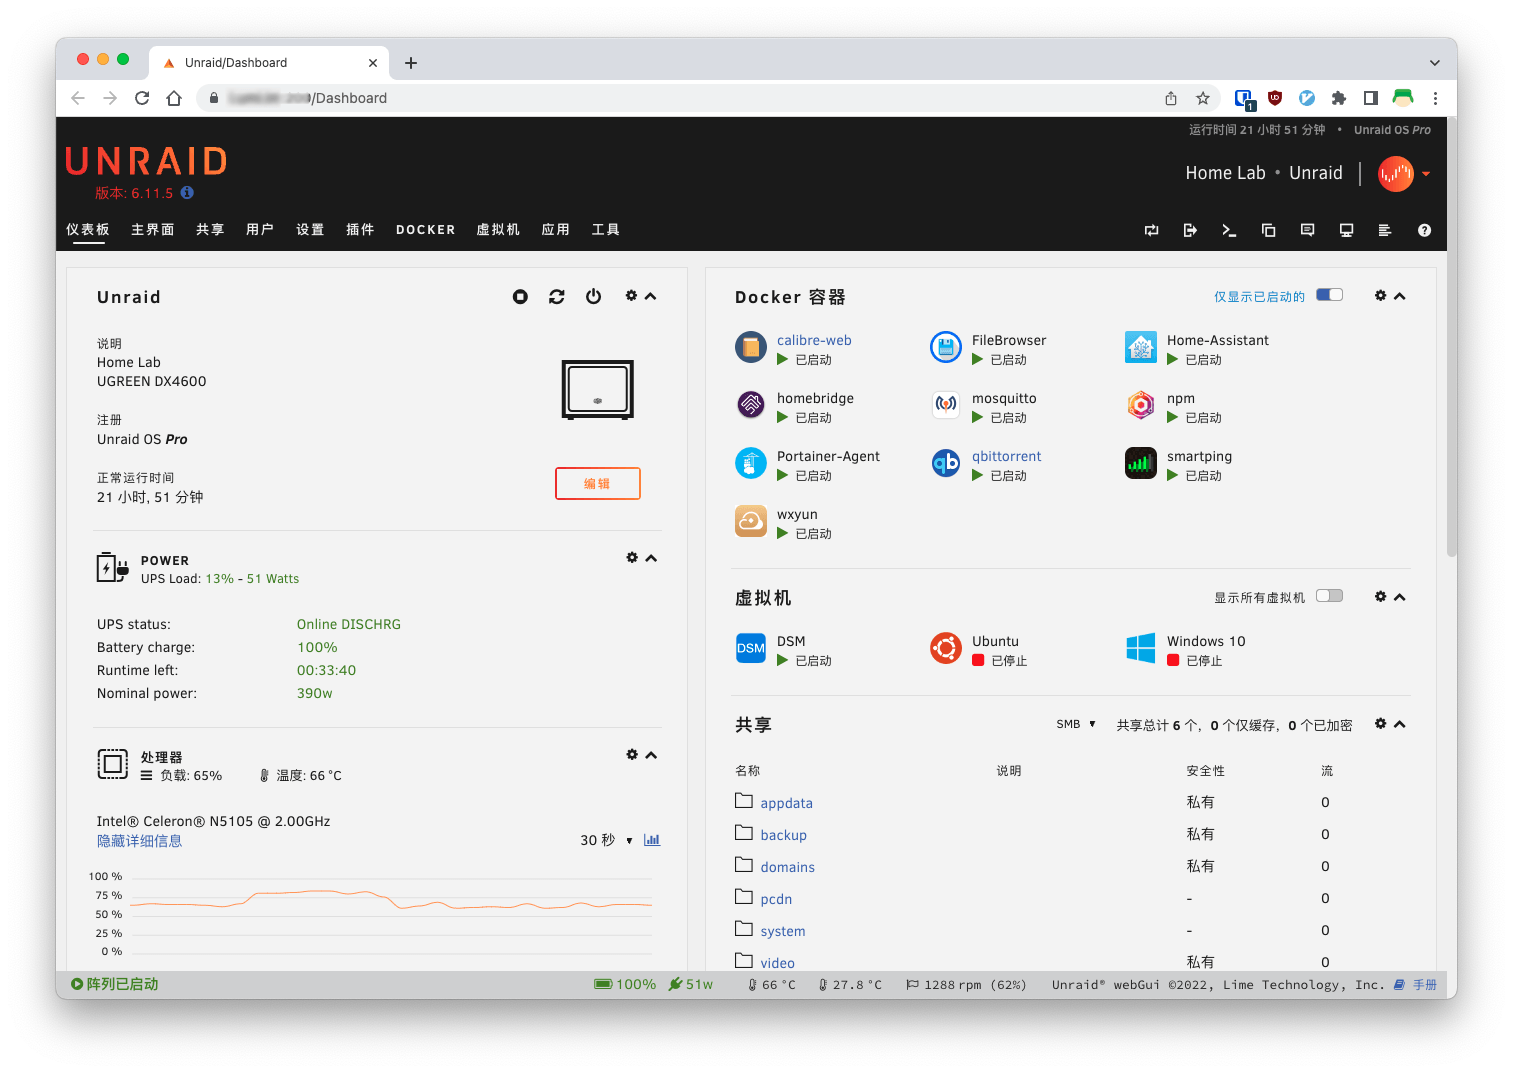 Unraid/Dashboard
/Dashboard
1
运行时间 21 小时 51 分钟 • Unraid OS Pro
UNRAID
版本: 6.11.5
Home Lab • Unraid
仪表板 主界面 共享 用户 设置 插件 DOCKER 虚拟机 应用 工具
Unraid
说明
Home Lab
UGREEN DX4600
注册
Unraid OS Pro
正常运行时间
21 小时, 51 分钟
编辑
POWER
UPS Load: 13% - 51 Watts
UPS status: Online DISCHRG
Battery charge: 100%
Runtime left: 00:33:40
Nominal power: 390w
处理器
负载: 65% 温度: 66 °C
Intel® Celeron® N5105 @ 2.00GHz
隐藏详细信息
30 秒
100 %
75 %
50 %
25 %
0 %
Docker 容器
仅显示已启动的
calibre-web
已启动
FileBrowser
已启动
Home-Assistant
已启动
homebridge
已启动
mosquitto
已启动
npm
已启动
Portainer-Agent
已启动
qb
qbittorrent
已启动
smartping
已启动
wxyun
已启动
虚拟机
显示所有虚拟机
DSM
DSM
已启动
Ubuntu
已停止
Windows 10
已停止
共享
SMB
共享总计 6 个, 0 个仅缓存, 0 个已加密
名称 说明 安全性 流
appdata 私有 0
backup 私有 0
domains 私有 0
pcdn - 0
system - 0
video 私有 0
阵列已启动
100% 51w 66 °C 27.8 °C 1288 rpm (62%) Unraid® webGui ©2022, Lime Technology, Inc. 手册